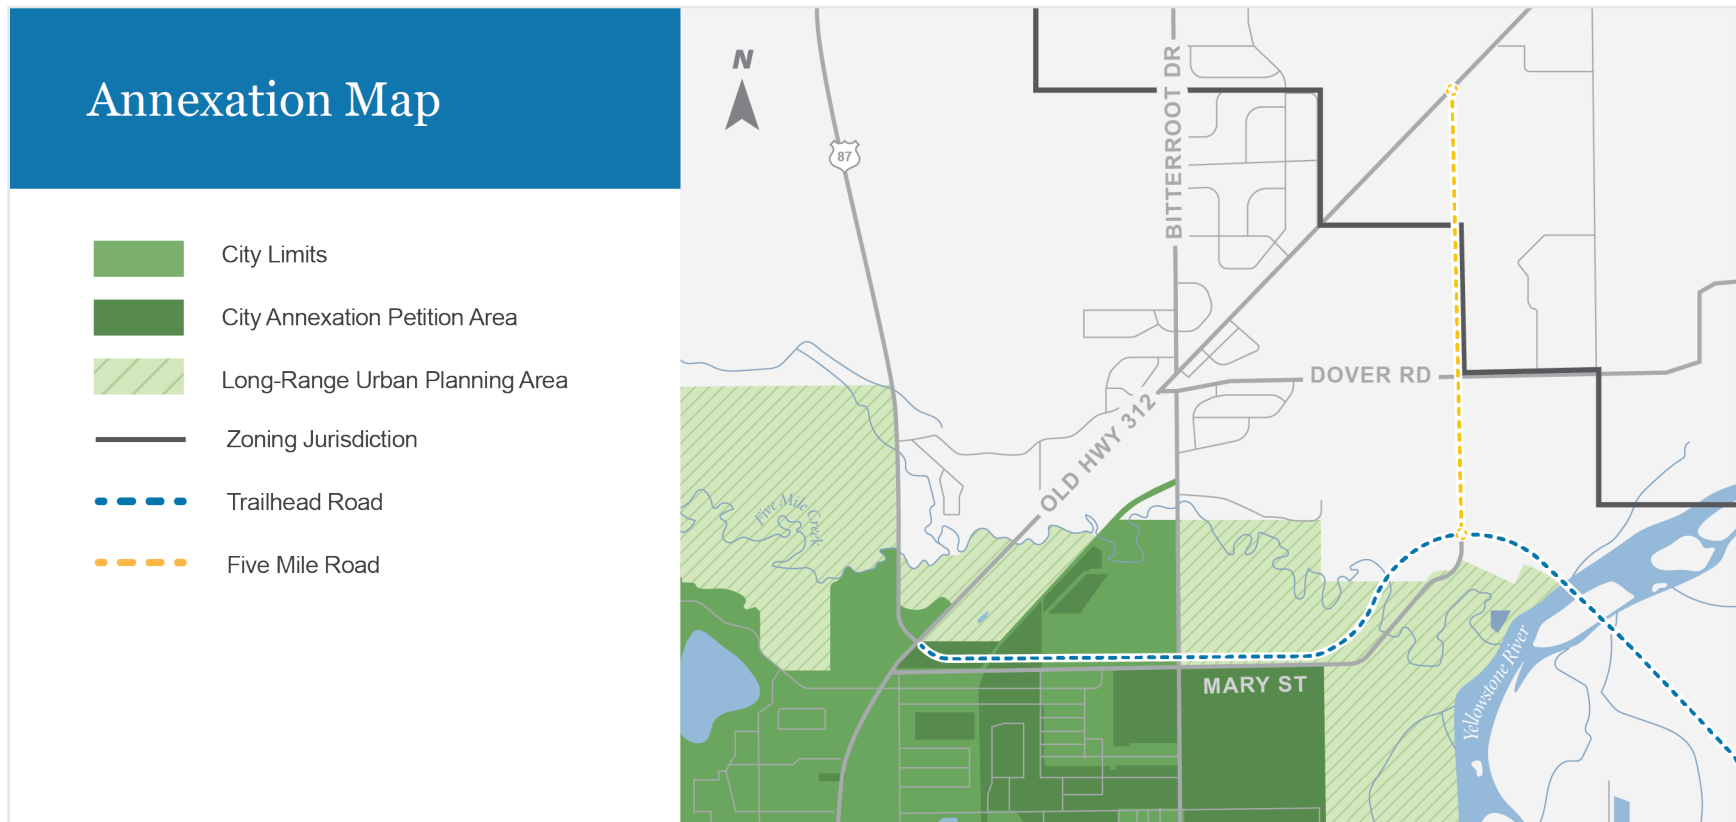 Annexation Map
City Limits
City Annexation Petition Area
Long-Range Urban Planning Area
Zoning Jurisdiction
Trailhead Road
Five Mile Road
N
87
BITTERROOT DR
DOVER RD
OLD HWY 312
Five Mile Creek
MARY ST
Yellowstone River